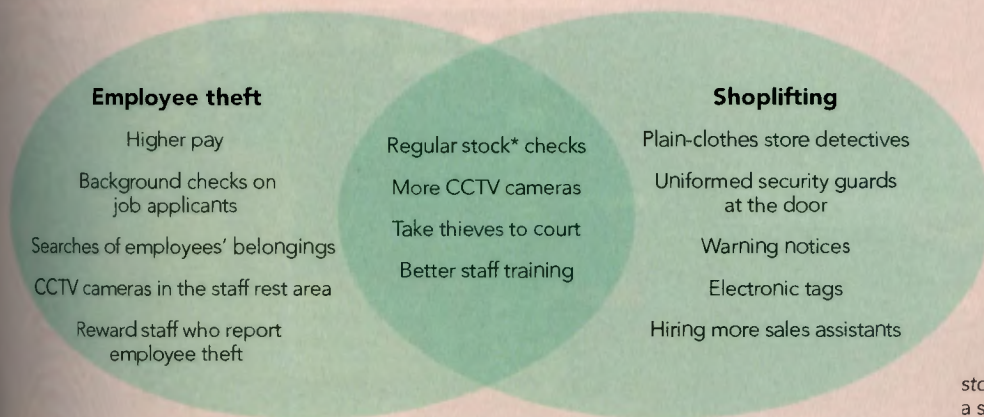 Employee theft
Higher pay
Background checks on
job applicants
Searches of employees' belongings
CCTV cameras in the staff rest area
Reward staff who report
employee theft
Regular stock* checks
More CCTV cameras
Take thieves to court
Better staff training
Shoplifting
Plain-clothes store detectives
Uniformed security guards
at the door
Warning notices
Electronic tags
Hiring more sales assistants